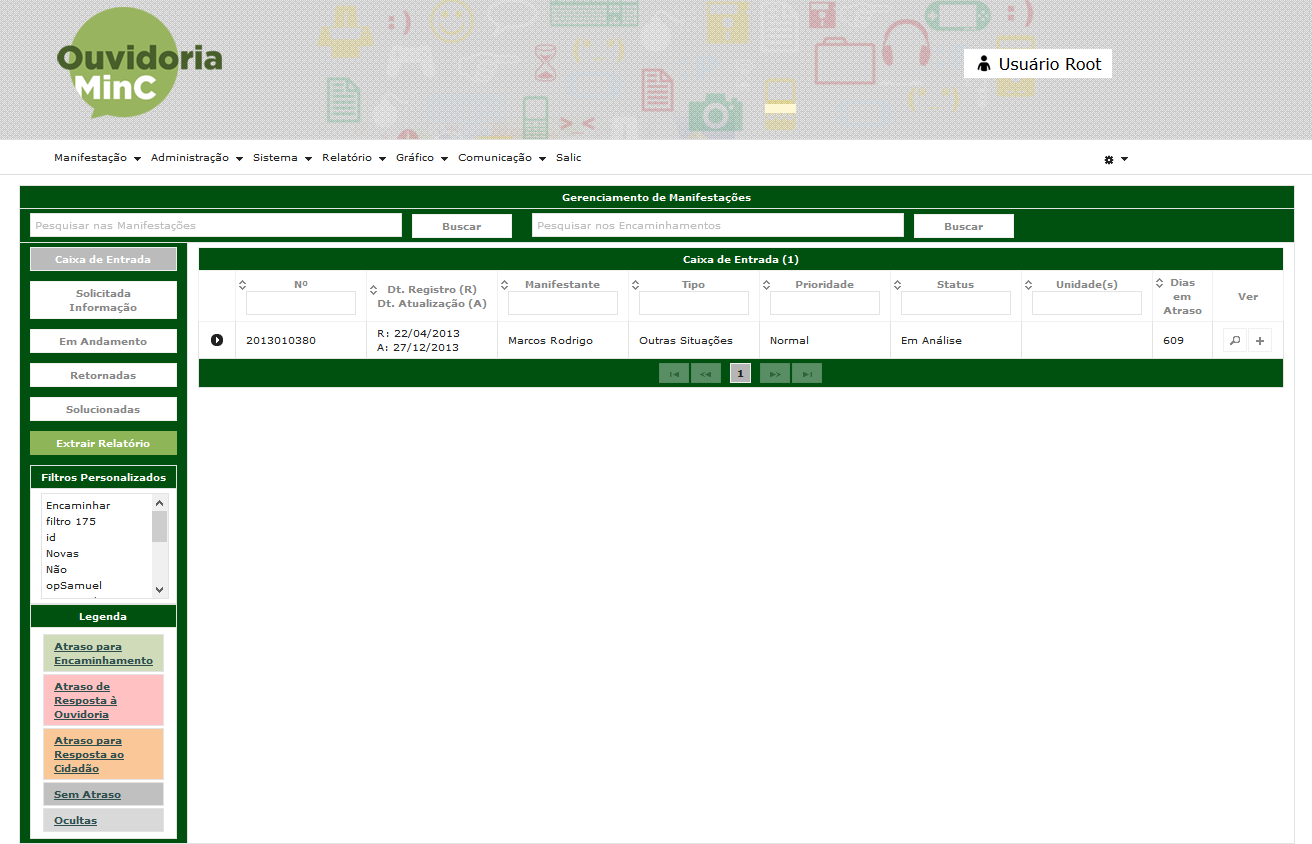 Ouvidoria
MinC
:)
:)
>_<
Usuário Root
Manifestação Administração Sistema Relatório Gráfico Comunicação Salic
Gerenciamento de Manifestações
Pesquisar nas Manifestações Buscar Pesquisar nos Encaminhamentos Buscar
Caixa de Entrada
Solicitada
Informação
Em Andamento
Retornadas
Solucionadas
Extrair Relatório
Filtros Personalizados
Encaminhar
filtro 175
id
Novas
Não
opSamuel
Legenda
Atraso para
Encaminhamento
Atraso de
Resposta à
Ouvidoria
Atraso para
Resposta ao
Cidadão
Sem Atraso
Ocultas
Caixa de Entrada (1)
Nº
Dt. Registro (R)
Dt. Atualização (A)
Manifestante
Tipo
Prioridade
Status
Unidade(s)
Dias
em
Atraso
Ver
2013010380
R: 22/04/2013
A: 27/12/2013
Marcos Rodrigo
Outras Situações
Normal
Em Análise
609
1